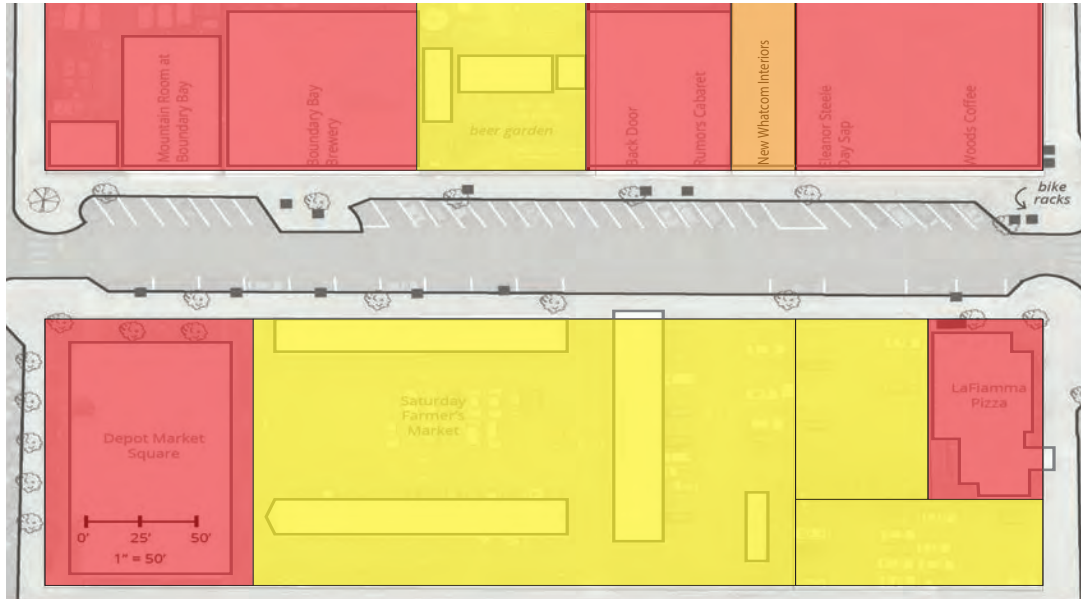 Mountain Room at
Boundary Bay
Boundary Bay
Brewery
beer garden
Back Door
Rumors Cabaret
New Whatcom Interiors
Eleanor Steele
Day Sap
Woods Coffee
bike
racks
Saturday
Farmer's
Market
LaFiamma
Pizza
Depot Market
Square
0' 25' 50'
1" = 50'